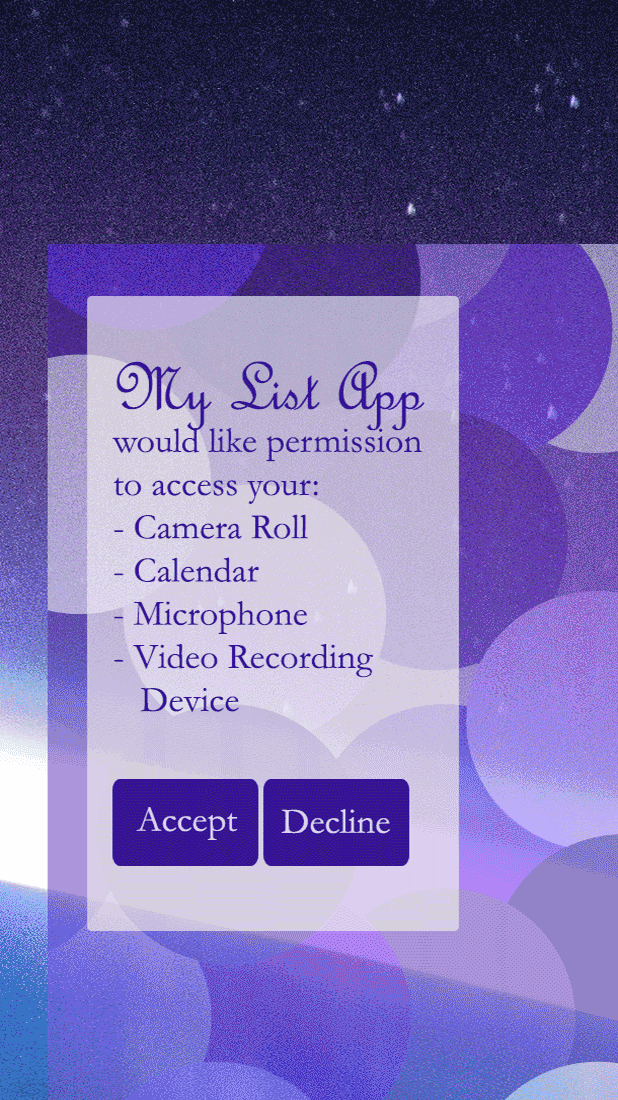 My List App
would like permission
to access your:
- Camera Roll
- Calendar
- Microphone
- Video Recording
Device
Accept Decline